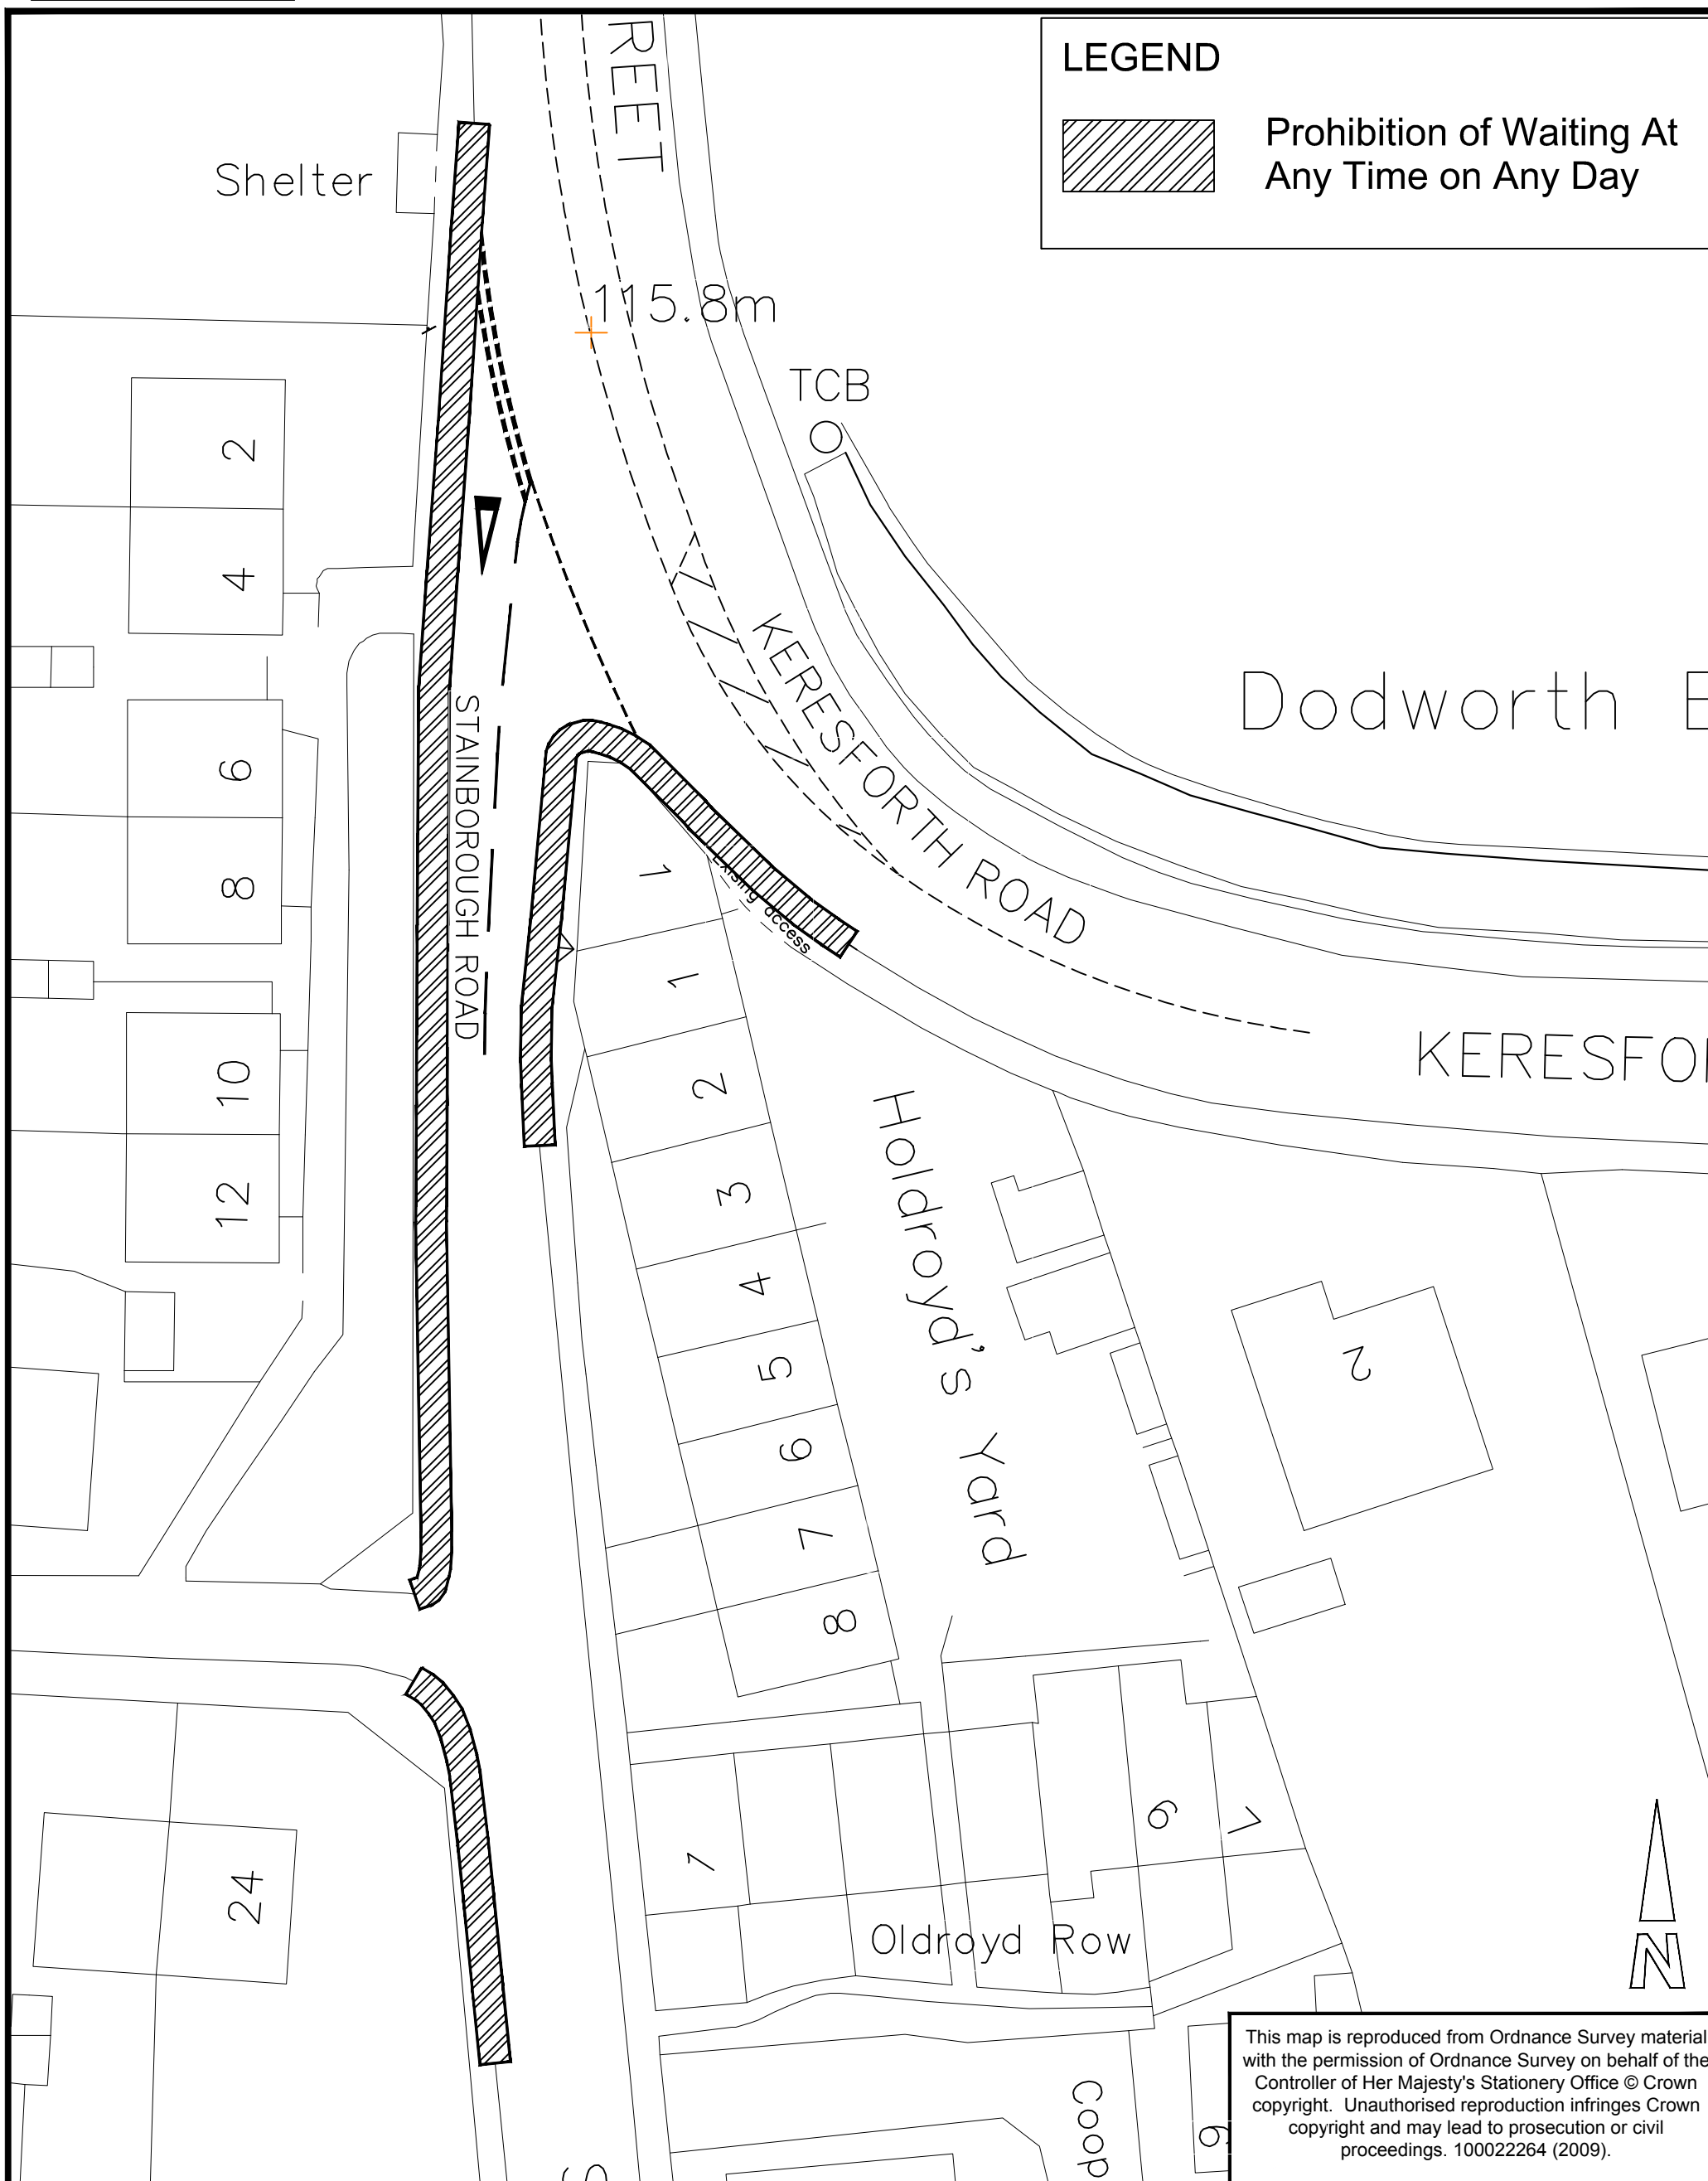 REET
LEGEND
Prohibition of Waiting At
Any Time on Any Day
Shelter
115.8m
TCB
2
4
6
8
10
12
STAINBOROUGH ROAD
KERESFORTH ROAD
Dodworth
KERESFO
Existing access
1
1
2
3
4
5
6
7
8
Holdroyd's Yard
2
24
1
6
7
Oldroyd Row
N
Coop
9
S
This map is reproduced from Ordnance Survey material
with the permission of Ordnance Survey on behalf of the
Controller of Her Majesty's Stationery Office © Crown
copyright. Unauthorised reproduction infringes Crown
copyright and may lead to prosecution or civil
proceedings. 100022264 (2009).